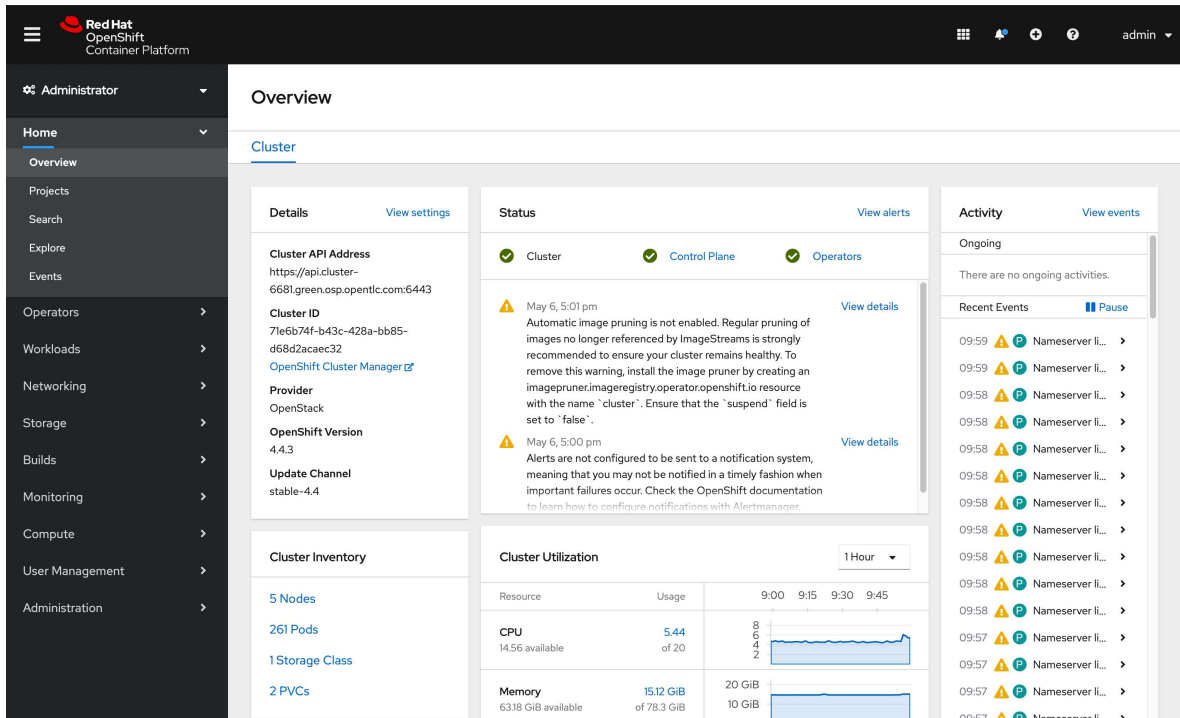 Red Hat
OpenShift
Container Platform
admin
Administrator
Home
Overview
Projects
Search
Explore
Events
Operators
Workloads
Networking
Storage
Builds
Monitoring
Compute
User Management
Administration
Overview
Cluster
Details
View settings
Cluster API Address
https://api.cluster-
6681.green.osp.opentlc.com:6443
Cluster ID
71e6b74f-b43c-428a-bb85-
d68d2acaec32
OpenShift Cluster Manager
Provider
OpenStack
OpenShift Version
4.4.3
Update Channel
stable-4.4
Cluster Inventory
5 Nodes
261 Pods
1 Storage Class
2 PVCs
Status
View alerts
Cluster
Control Plane
Operators
May 6, 5:01 pm
View details
Automatic image pruning is not enabled. Regular pruning of
images no longer referenced by ImageStreams is strongly
recommended to ensure your cluster remains healthy. To
remove this warning, install the image pruner by creating an
imagepruner.imageregistry.operator.openshift.io resource
with the name `cluster`. Ensure that the `suspend` field is
set to `false`.
May 6, 5:00 pm
View details
Alerts are not configured to be sent to a notification system,
meaning that you may not be notified in a timely fashion when
important failures occur. Check the OpenShift documentation
to learn how to configure notifications with Alertmanager.
Cluster Utilization
1 Hour
Resource
Usage
9:00 9:15 9:30 9:45
CPU
14.56 available
5.44
of 20
8
6
4
2
Memory
63.18 GiB available
15.12 GiB
of 78.3 GiB
20 GiB
10 GiB
Activity
View events
Ongoing
There are no ongoing activities.
Recent Events
Pause
09:59 P Nameserver li...
09:59 P Nameserver li...
09:58 P Nameserver li...
09:58 P Nameserver li...
09:58 P Nameserver li...
09:58 P Nameserver li...
09:58 P Nameserver li...
09:58 P Nameserver li...
09:58 P Nameserver li...
09:58 P Nameserver li...
09:58 P Nameserver li...
09:57 P Nameserver li...
09:57 P Nameserver li...
09:57 P Nameserver li...
09:57 P Nameserver li...